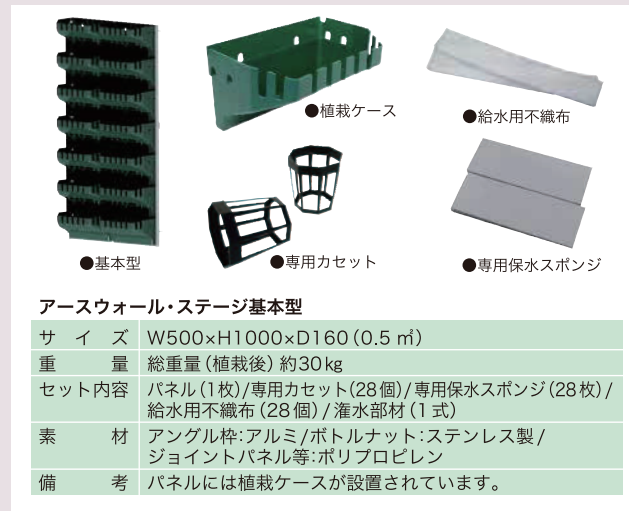 ●植栽ケース
●給水用不織布
●基本型
●専用カセット
●専用保水スポンジ
アースウォール・ステージ基本型
サイズ W500×H1000×D160(0.5㎡)
重量 総重量(植栽後)約30kg
セット内容 パネル(1枚)/専用カセット(28個)/専用保水スポンジ(28枚)/
給水用不織布(28個)/潅水部材(1式)
素材 アングル枠:アルミ/ボトルナット:ステンレス製/
ジョイントパネル等:ポリプロピレン
備考 パネルには植栽ケースが設置されています。